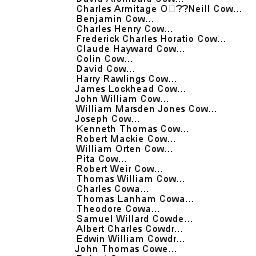 David Archibald Cow...
Charles Armitage O□??Neill Cow...
Benjamin Cow...
Charles Henry Cow...
Frederick Charles Horatio Cow...
Claude Hayward Cow...
Colin Cow...
David Cow...
Harry Rawlings Cow...
James Lockhead Cow...
John William Cow...
William Marsden Jones Cow...
Joseph Cow...
Kenneth Thomas Cow...
Robert Mackie Cow...
William Orten Cow...
Pita Cow...
Robert Weir Cow...
Thomas William Cow...
Charles Cowa...
Thomas Lanham Cowa...
Theodore Cowa...
Samuel Willard Cowde...
Albert Charles Cowdr...
Edwin William Cowdr...
John Thomas Cowe...